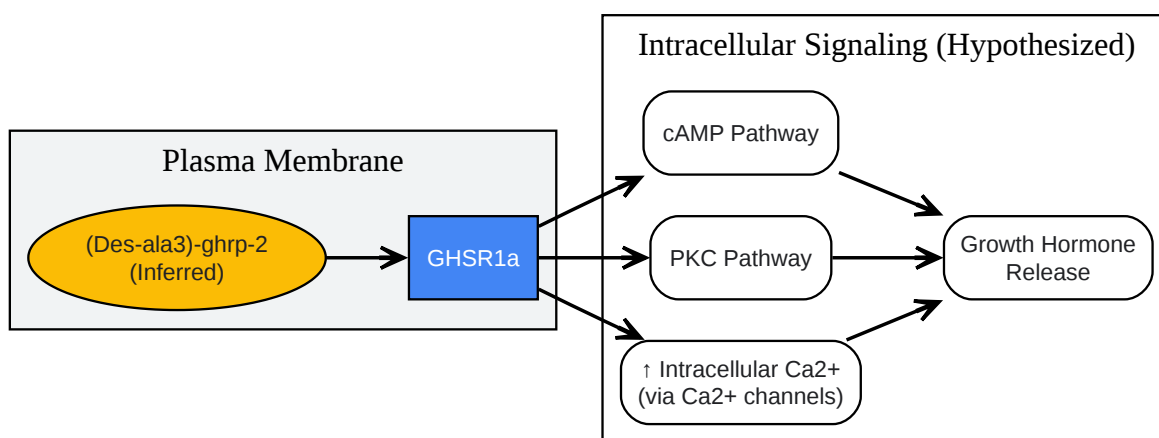 Intracellular Signaling (Hypothesized)
cAMP Pathway
Plasma Membrane
(Des-ala3)-ghrp-2
(Inferred)
GHSR1a
PKC Pathway
Growth Hormone
Release
↑ Intracellular Ca2+
(via Ca2+ channels)